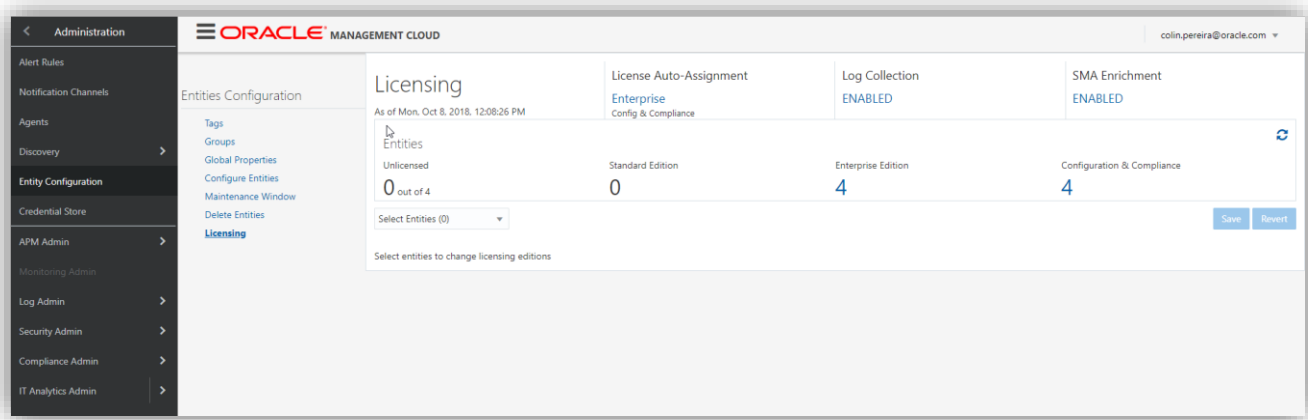 Administration
Alert Rules
Notification Channels
Agents
Discovery
Entity Configuration
Credential Store
APM Admin
Monitoring Admin
Log Admin
Security Admin
Compliance Admin
IT Analytics Admin
ORACLE MANAGEMENT CLOUD
colin.pereira@oracle.com
Entities Configuration
Tags
Groups
Global Properties
Configure Entities
Maintenance Window
Delete Entities
Licensing
Licensing
As of Mon, Oct 8, 2018, 12:08:26 PM
License Auto-Assignment
Enterprise
Config & Compliance
Log Collection
ENABLED
SMA Enrichment
ENABLED
Entities
Unlicensed
0 out of 4
Standard Edition
0
Enterprise Edition
4
Configuration & Compliance
4
Select Entities (0)
Save
Revert
Select entities to change licensing editions